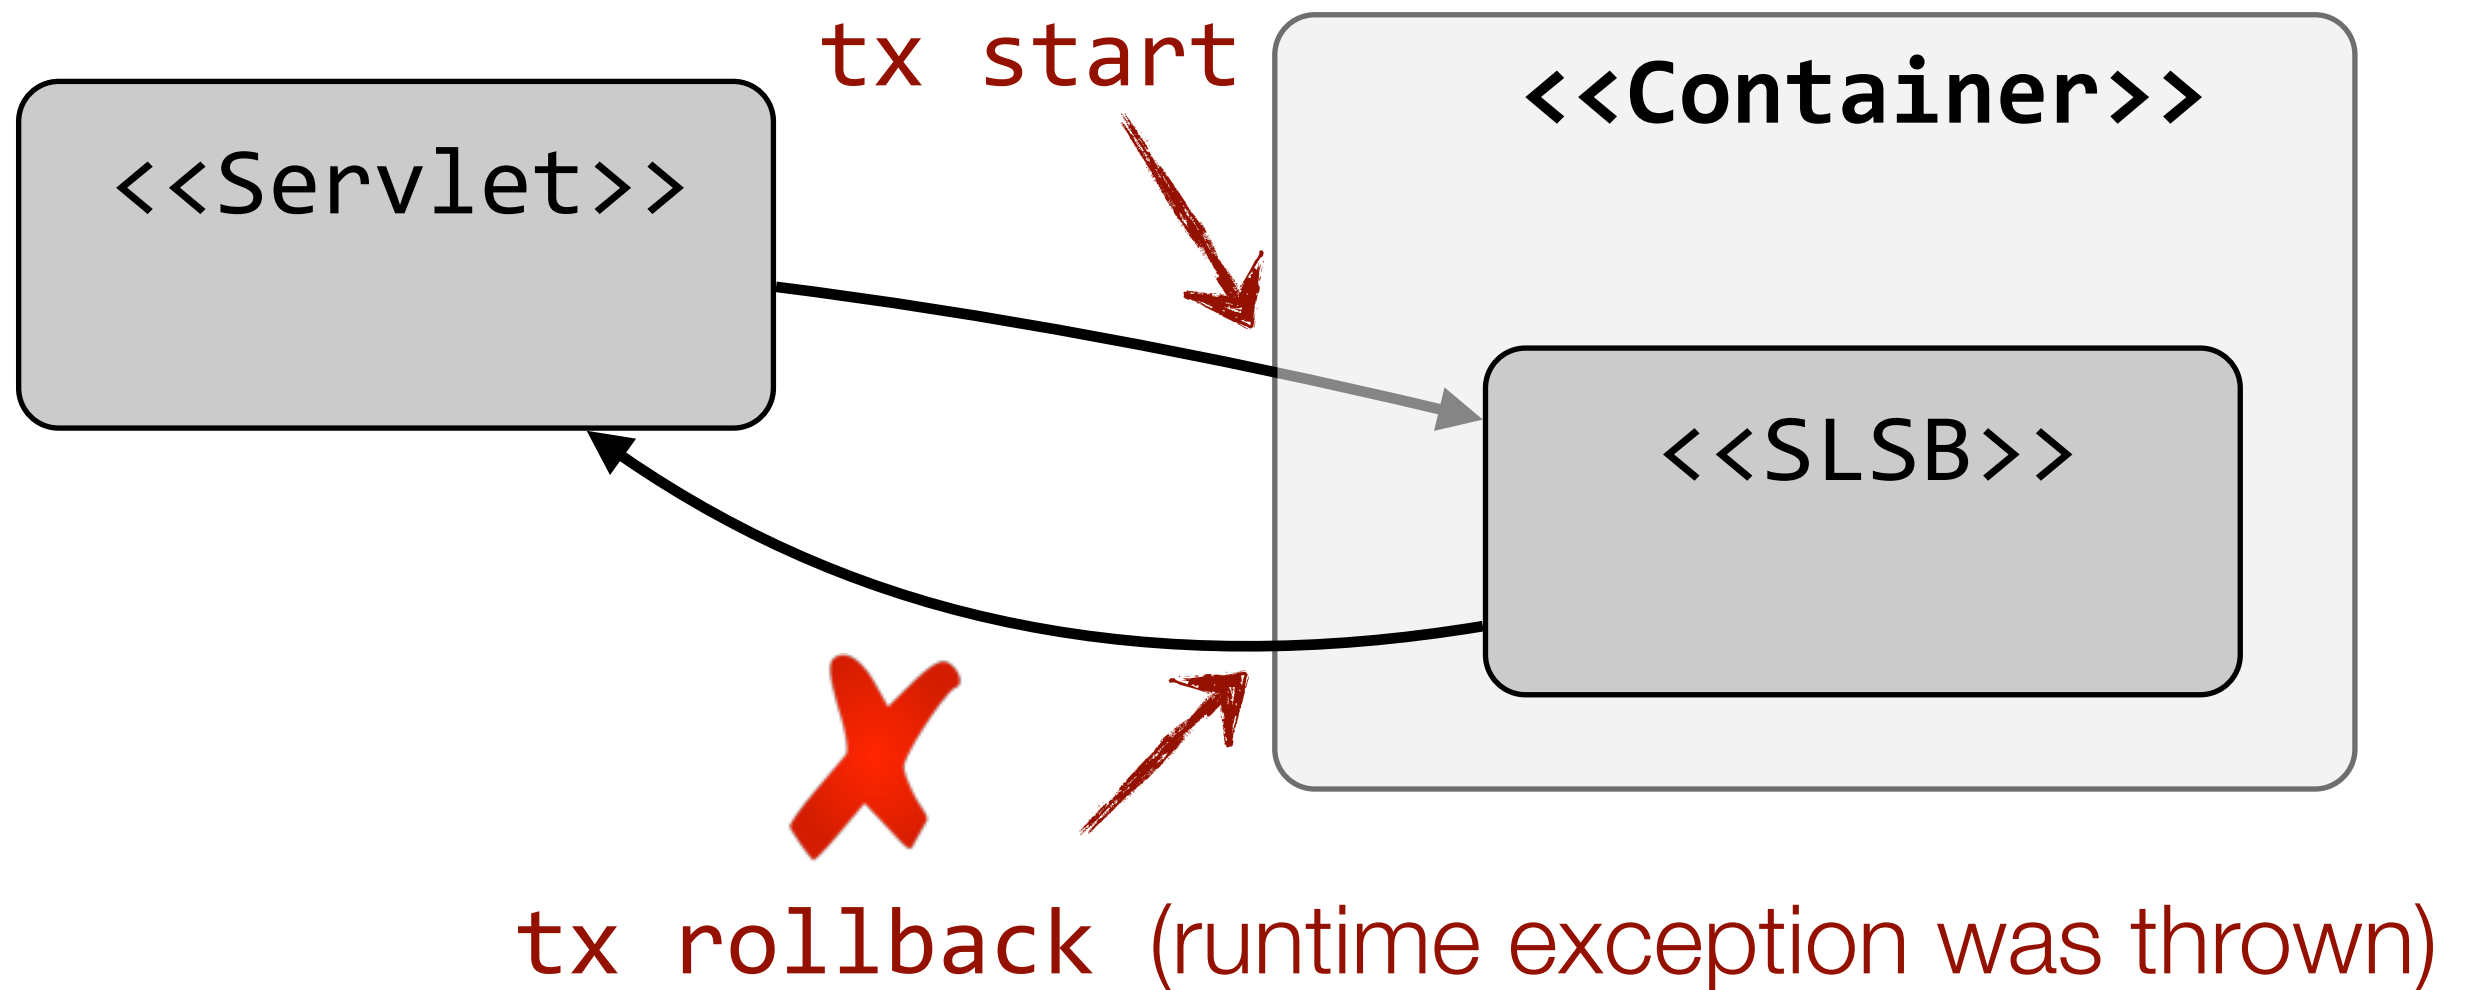 tx start
<<Container>>
<<Servlet>>
<<SLSB>>
tx rollback (runtime exception was thrown)